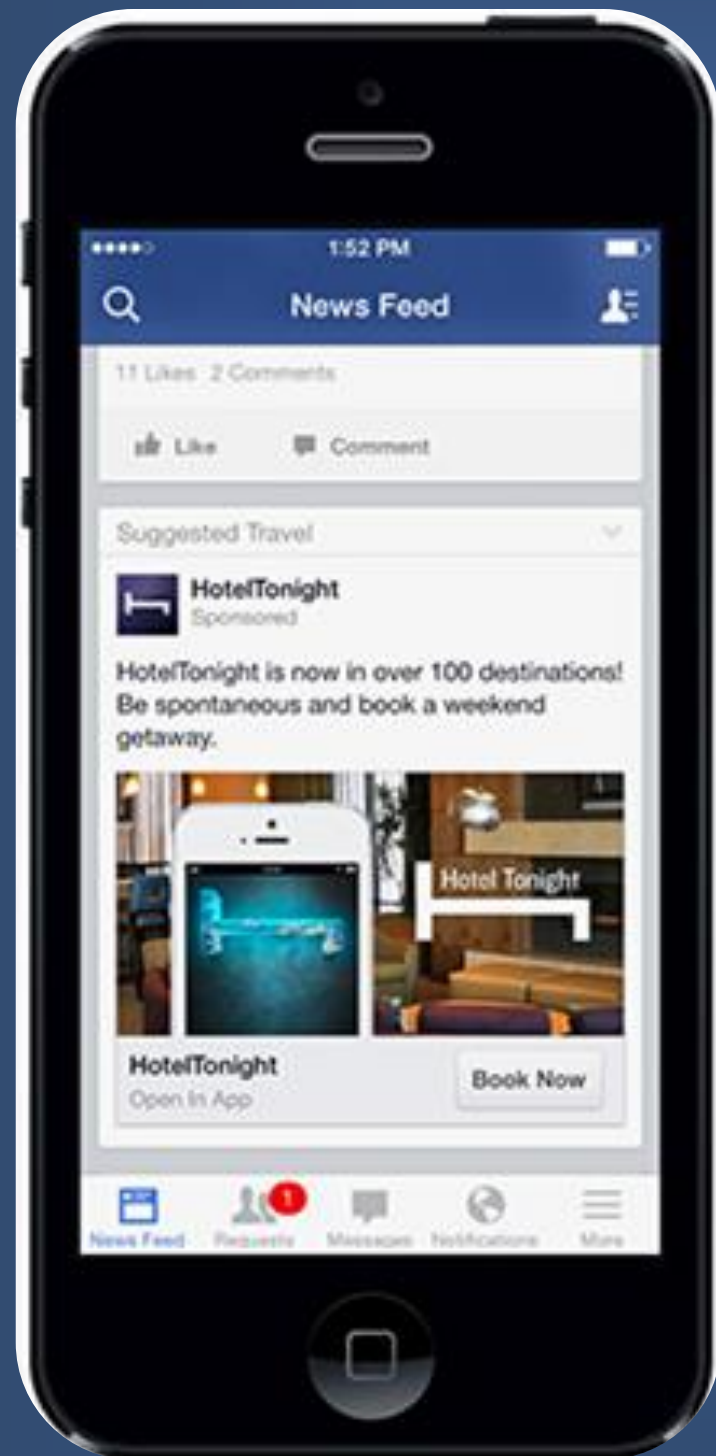 1:52 PM
News Feed
11 Likes 2 Comments
Like Comment
Suggested Travel
HotelTonight
Sponsored
HotelTonight is now in over 100 destinations!
Be spontaneous and book a weekend
getaway.
Hotel Tonight
HotelTonight
Open In App
Book Now
1
News Feed Requests Messages Notifications More